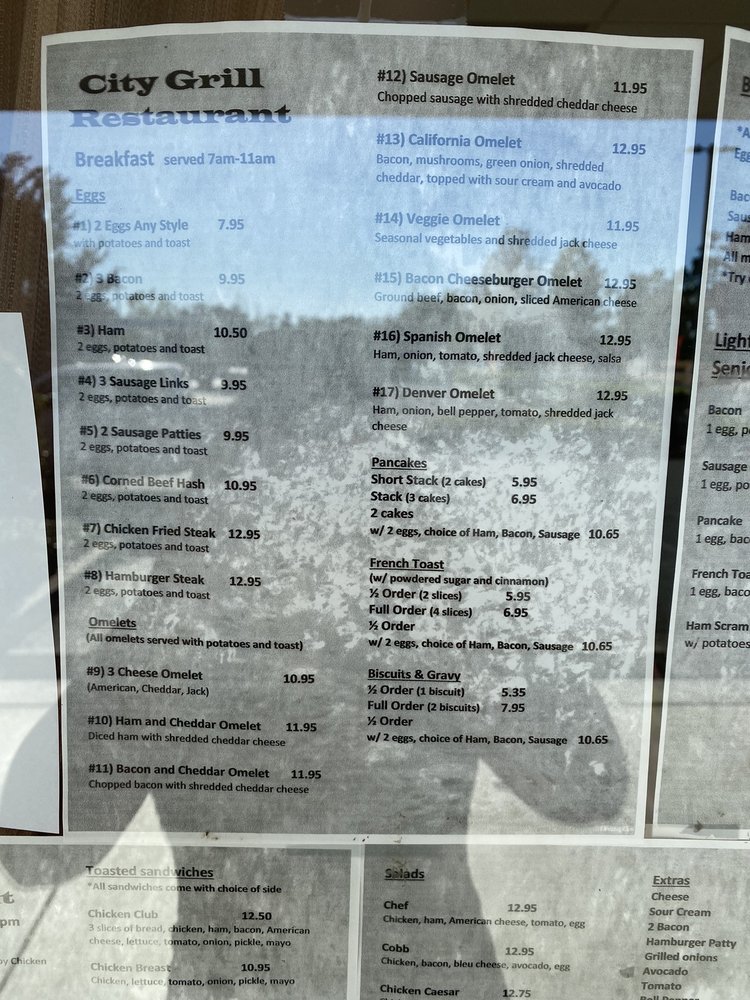 City Grill
Restaurant
Breakfast served 7am-11am
Eggs
#1) 2 Eggs Any Style 7.95
with potatoes and toast
#2) 3 Bacon 9.95
2 eggs, potatoes and toast
#3) Ham 10.50
2 eggs, potatoes and toast
#4) 3 Sausage Links 9.95
2 eggs, potatoes and toast
#5) 2 Sausage Patties 9.95
2 eggs, potatoes and toast
#6) Corned Beef Hash 10.95
2 eggs, potatoes and toast
#7) Chicken Fried Steak 12.95
2 eggs, potatoes and toast
#8) Hamburger Steak 12.95
2 eggs, potatoes and toast
Omelets
(All omelets served with potatoes and toast)
#9) 3 Cheese Omelet 10.95
(American, Cheddar, Jack)
#10) Ham and Cheddar Omelet 11.95
Diced ham with shredded cheddar cheese
#11) Bacon and Cheddar Omelet 11.95
Chopped bacon with shredded cheddar cheese
#12) Sausage Omelet 11.95
Chopped sausage with shredded cheddar cheese
#13) California Omelet 12.95
Bacon, mushrooms, green onion, shredded
cheddar, topped with sour cream and avocado
#14) Veggie Omelet 11.95
Seasonal vegetables and shredded jack cheese
#15) Bacon Cheeseburger Omelet 12.95
Ground beef, bacon, onion, sliced American cheese
#16) Spanish Omelet 12.95
Ham, onion, tomato, shredded jack cheese, salsa
#17) Denver Omelet 12.95
Ham, onion, bell pepper, tomato, shredded jack
cheese
Pancakes
Short Stack (2 cakes) 5.95
Stack (3 cakes) 6.95
2 cakes
w/ 2 eggs, choice of Ham, Bacon, Sausage 10.65
French Toast
(w/ powdered sugar and cinnamon)
½ Order (2 slices) 5.95
Full Order (4 slices) 6.95
½ Order
w/ 2 eggs, choice of Ham, Bacon, Sausage 10.65
Biscuits & Gravy
½ Order (1 biscuit) 5.35
Full Order (2 biscuits) 7.95
½ Order
w/ 2 eggs, choice of Ham, Bacon, Sausage 10.65
Ham
All m
*Try
Light
Senio
Bacon
1 egg, po
Sausage
1 egg, po
Pancake
1 egg, bac
French Toa
1 egg, baco
Ham Scram
w/ potatoes
pm
Chicken
Toasted sandwiches
*All sandwiches come with choice of side
Chicken Club 12.50
3 slices of bread, chicken, ham, bacon, American
cheese, lettuce, tomato, onion, pickle, mayo
Chicken Breast 10.95
Chicken, lettuce, tomato, onion, pickle, mayo
Salads
Chef 12.95
Chicken, ham, American cheese, tomato, egg
Cobb 12.95
Chicken, bacon, bleu cheese, avocado, egg
Chicken Caesar 12.75
Extras
Cheese
Sour Cream
2 Bacon
Hamburger Patty
Grilled onions
Avocado
Tomato
Bell Pepper